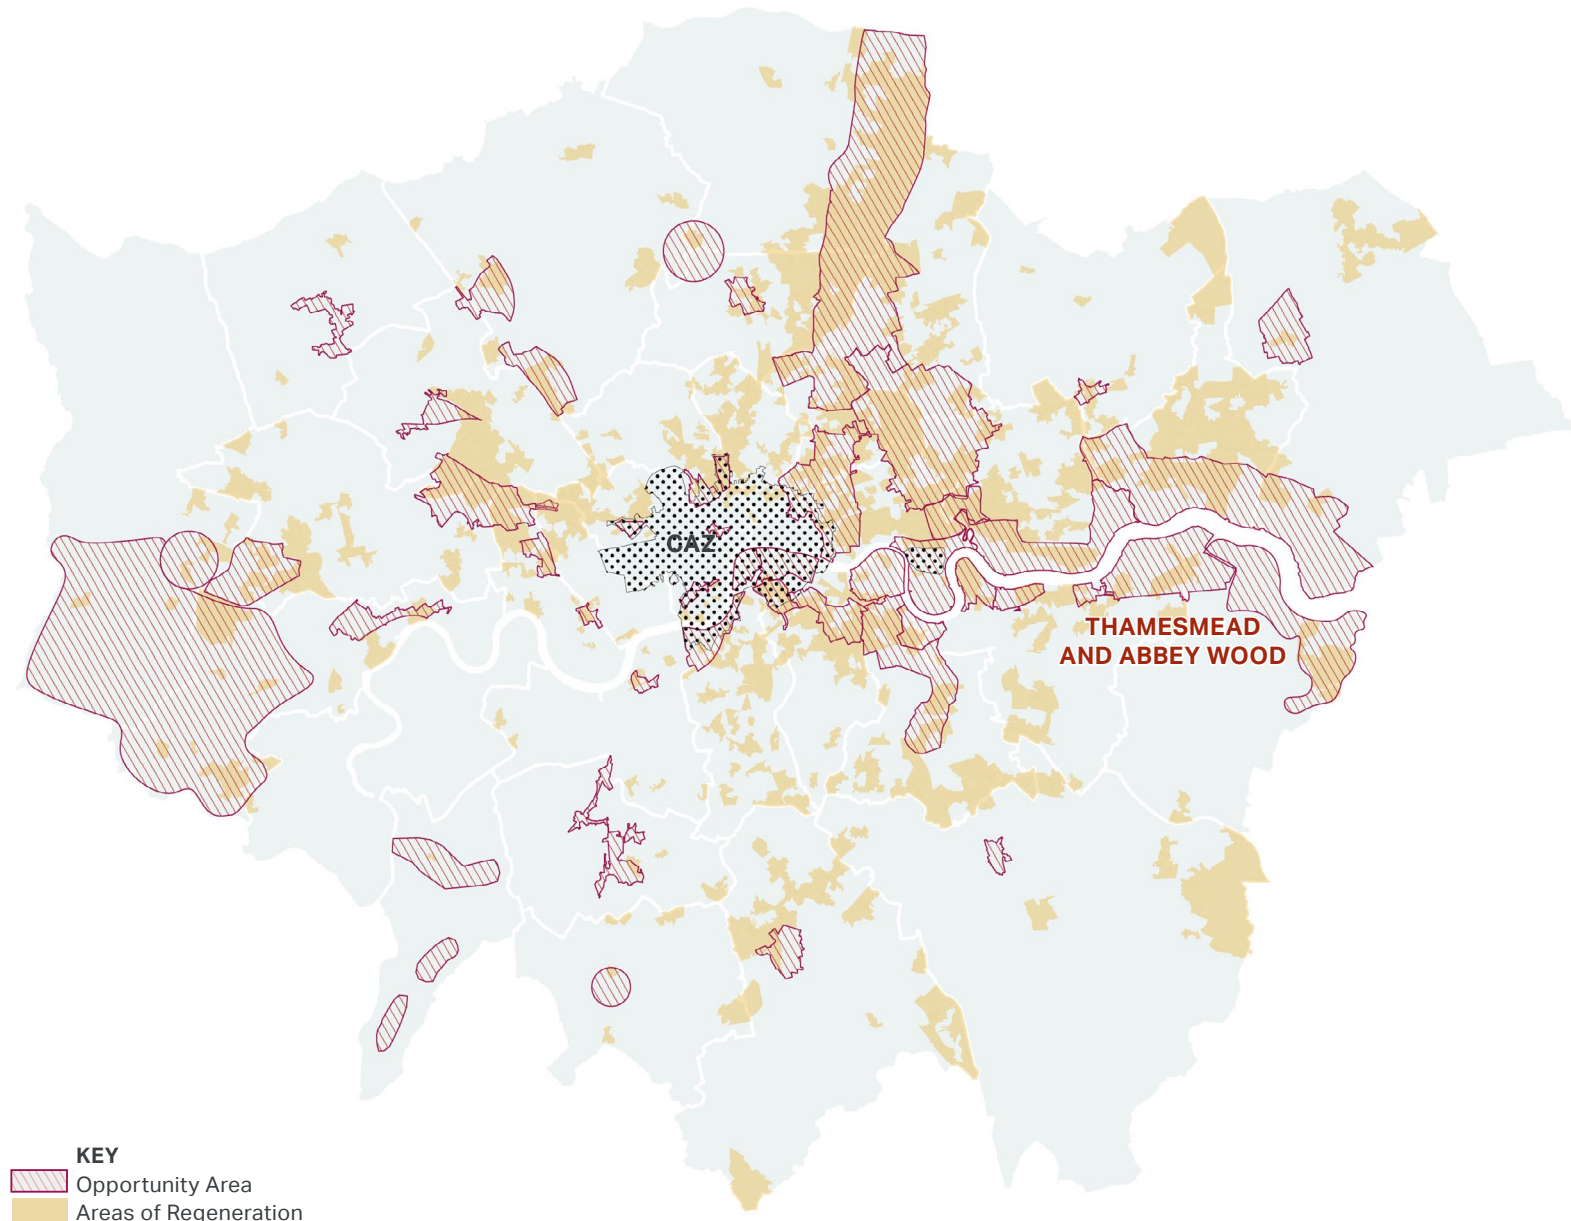 CAZ
THAMESMEAD
AND ABBEY WOOD
KEY
Opportunity Area
Areas of Regeneration